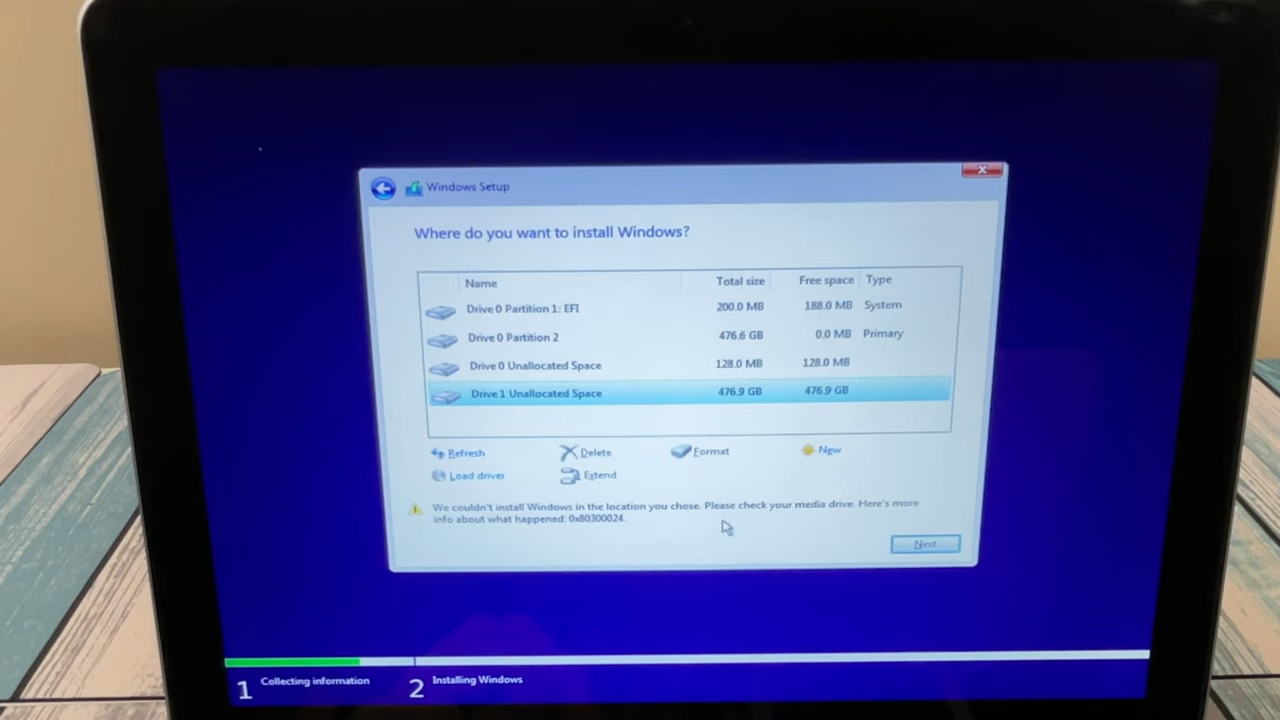 Windows Setup
Where do you want to install Windows?
Name Total size Free space Type
Drive 0 Partition 1: EFI 200.0 MB 188.0 MB System
Drive 0 Partition 2 476.6 GB 0.0 MB Primary
Drive 0 Unallocated Space 128.0 MB 128.0 MB
Drive 1 Unallocated Space 476.9 GB 476.9 GB
Refresh Delete Format New
Load driver Extend
We couldn't install Windows in the location you chose. Please check your media drive. Here's more
info about what happened: 0x80300024.
Next
1 Collecting information 2 Installing Windows